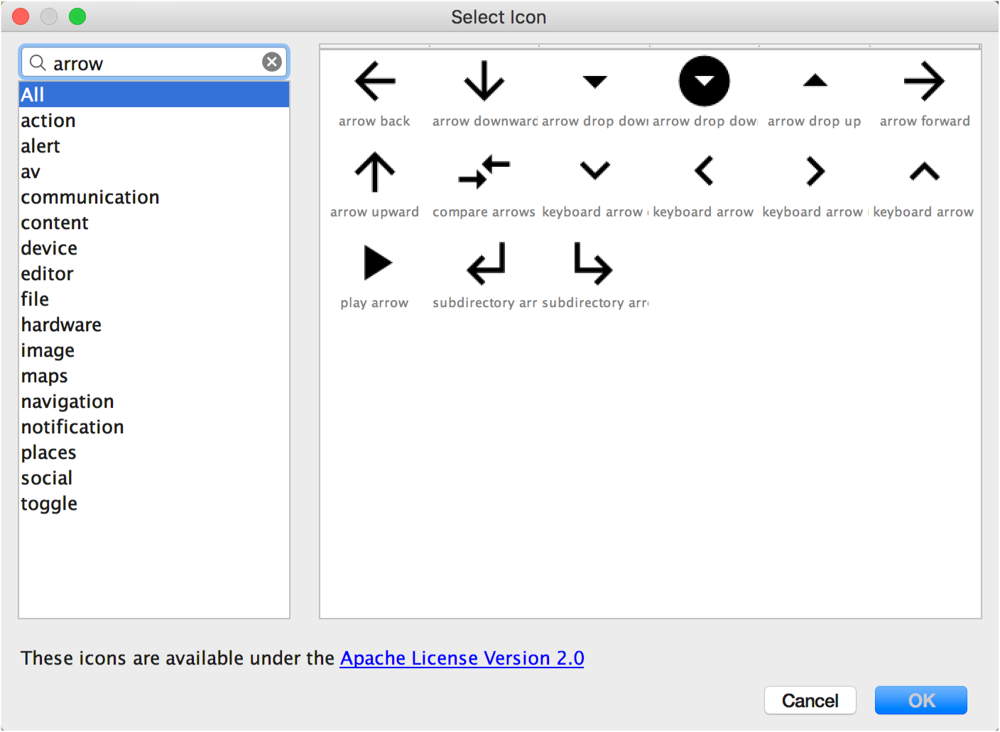 Select Icon
arrow
All
action
alert
av
communication
content
device
editor
file
hardware
image
maps
navigation
notification
places
social
toggle
arrow back arrow downward arrow drop down arrow drop down arrow drop up arrow forward
arrow upward compare arrows keyboard arrow keyboard arrow keyboard arrow keyboard arrow
play arrow subdirectory arr subdirectory arr
These icons are available under the Apache License Version 2.0
Cancel OK